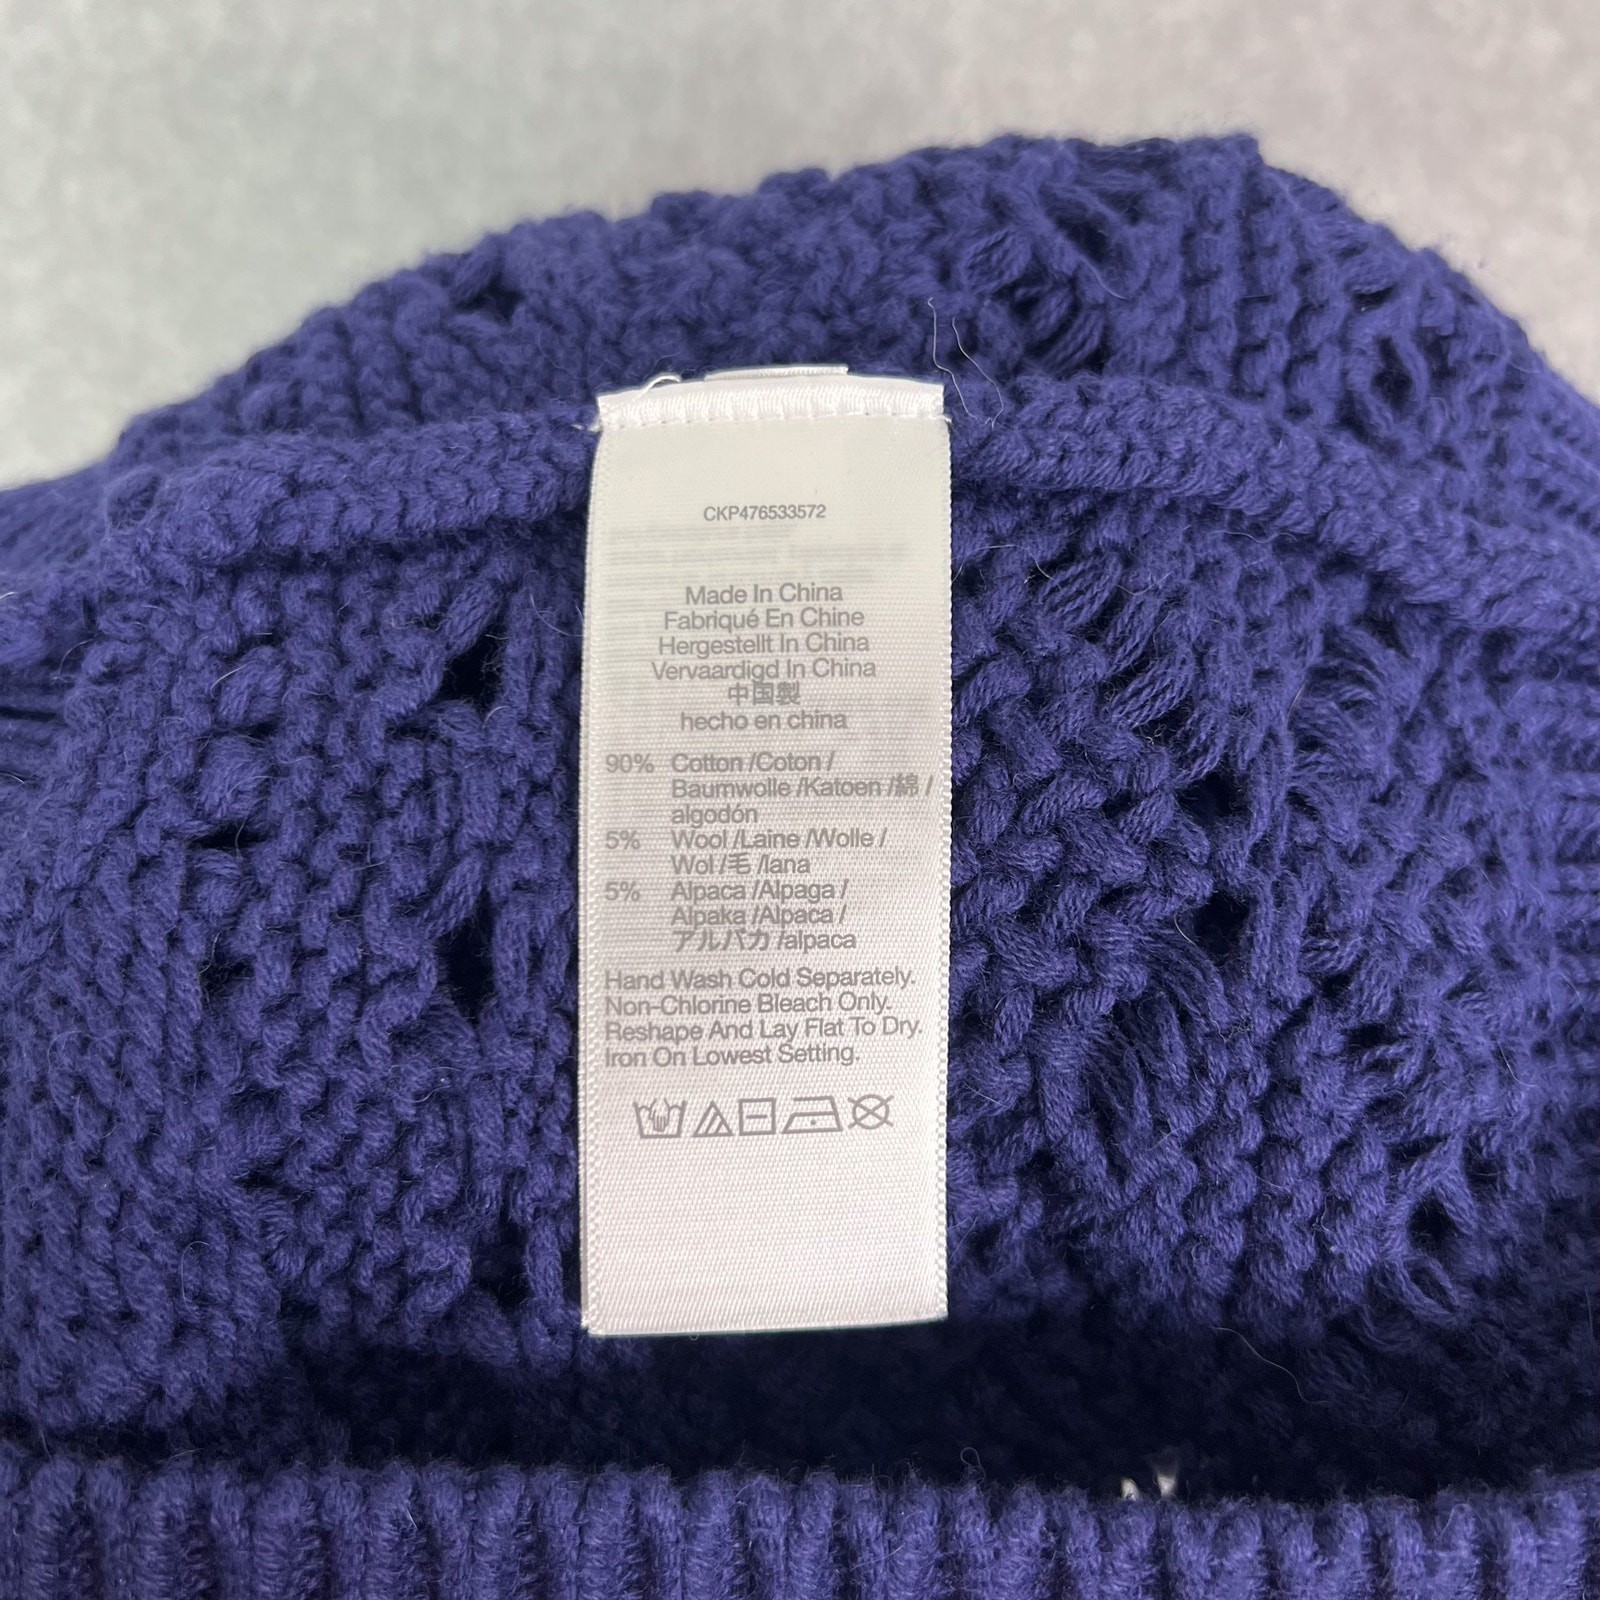 CKP476533572
Made In China
Fabriqué En Chine
Hergestellt In China
Vervaardigd In China
中国製
hecho en china
90% Cotton /Coton /
Baumwolle /Katoen /綿 /
algodón
5% Wool /Laine /Wolle /
Wol /毛 /lana
5% Alpaca /Alpaga /
Alpaka /Alpaca /
アルパカ /alpaca
Hand Wash Cold Separately.
Non-Chlorine Bleach Only.
Reshape And Lay Flat To Dry.
Iron On Lowest Setting.